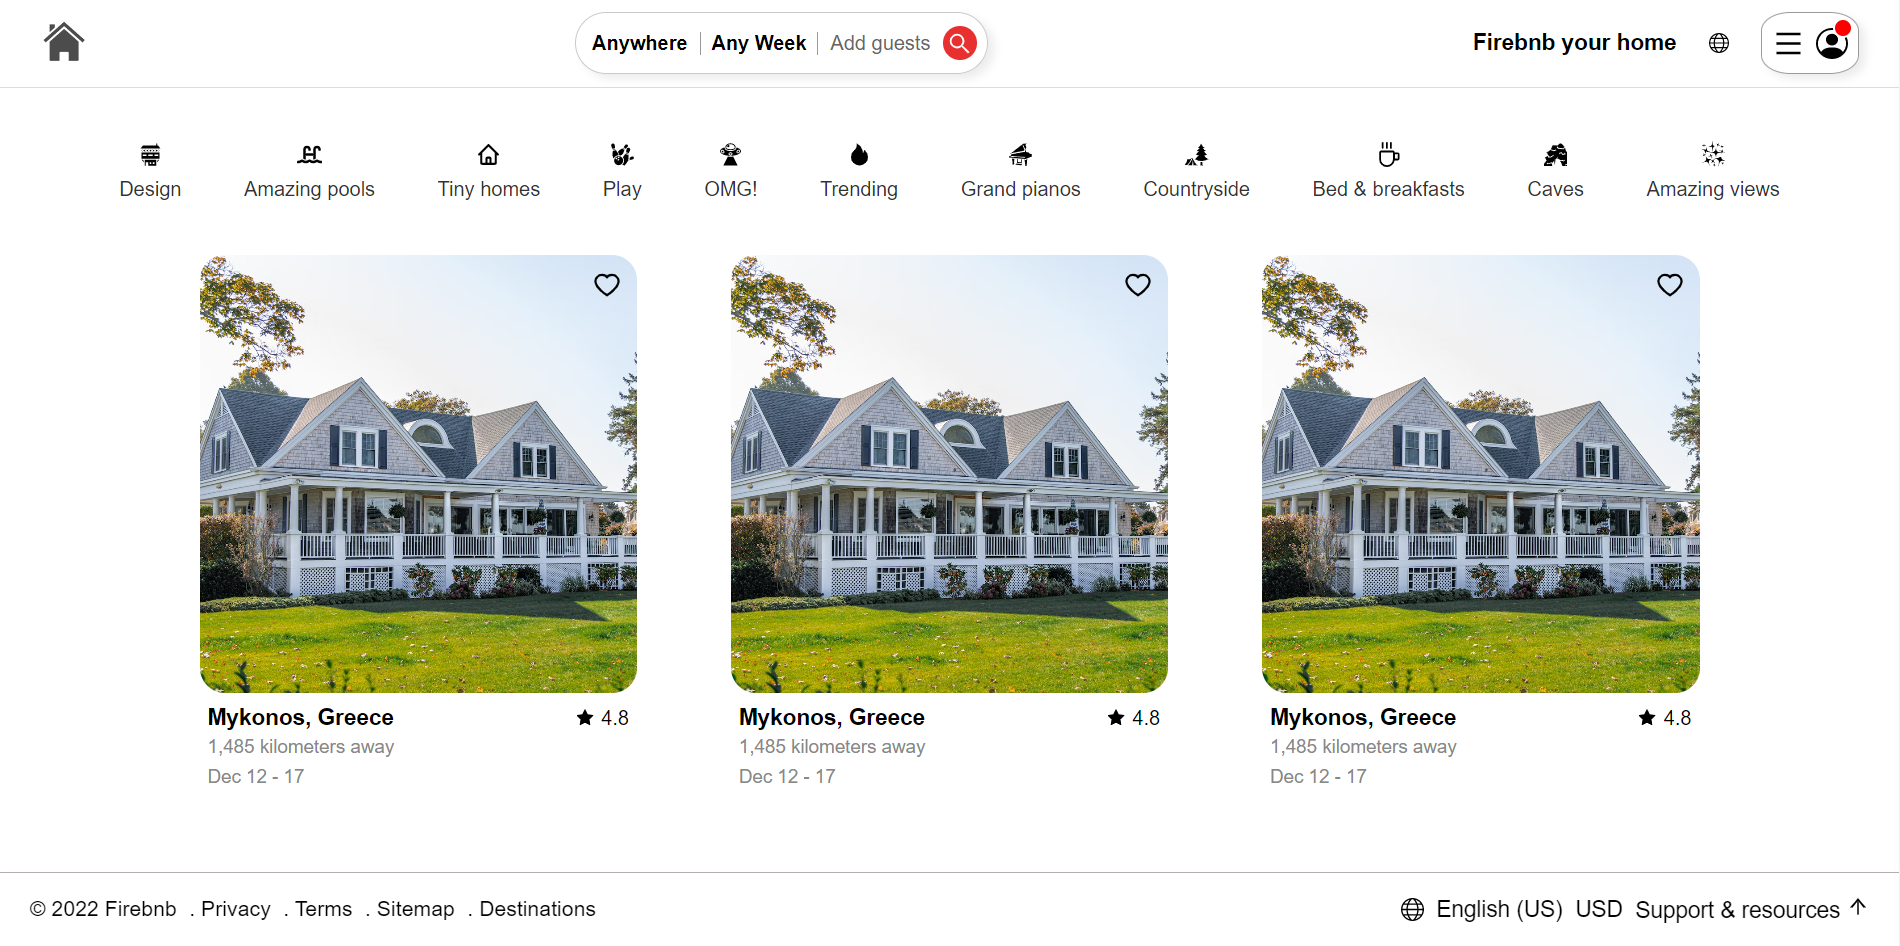 Anywhere Any Week Add guests
Firebnb your home
Design Amazing pools Tiny homes Play OMG! Trending Grand pianos Countryside Bed & breakfasts Caves Amazing views
Mykonos, Greece 4.8
1,485 kilometers away
Dec 12 - 17
Mykonos, Greece 4.8
1,485 kilometers away
Dec 12 - 17
Mykonos, Greece 4.8
1,485 kilometers away
Dec 12 - 17
© 2022 Firebnb . Privacy . Terms . Sitemap . Destinations
English (US) USD Support & resources